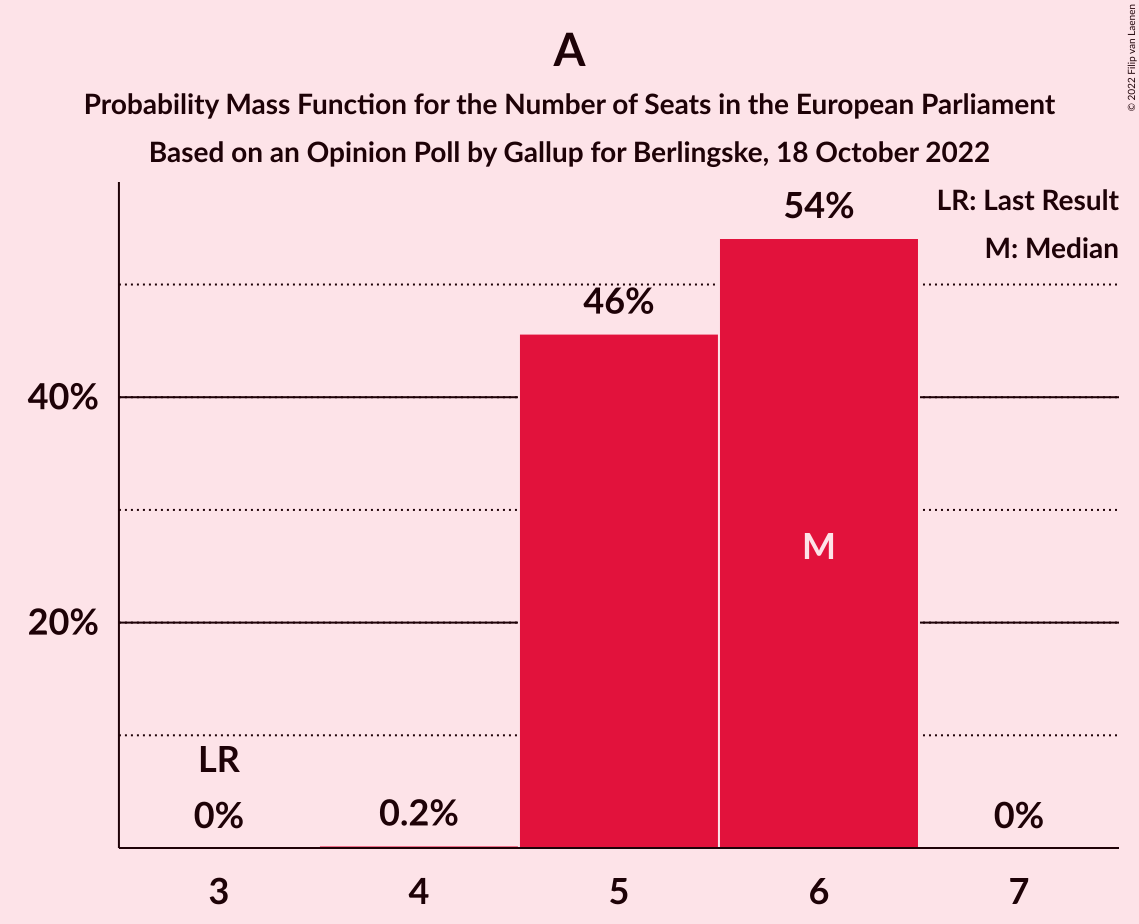 A
Probability Mass Function for the Number of Seats in the European Parliament
Based on an Opinion Poll by Gallup for Berlingske, 18 October 2022
© 2022 Filip van Laenen
LR: Last Result
M: Median
54%
46%
40%
M
20%
LR
0%
0.2%
0%
3 4 5 6 7